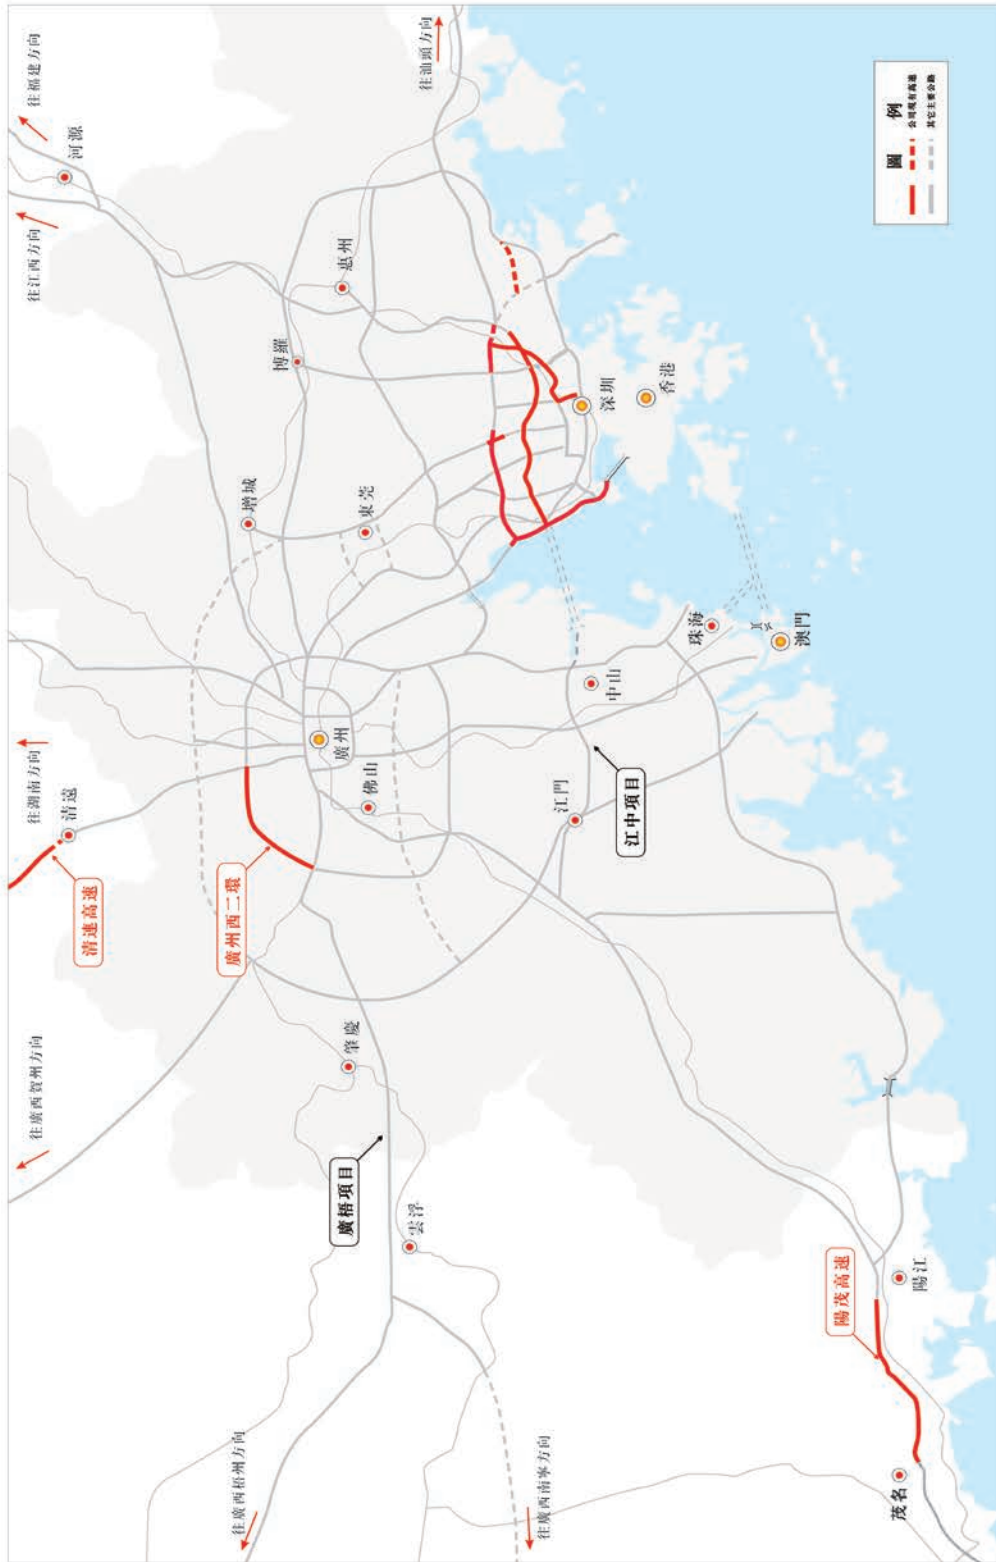 往廣西賀州方向
往湖南方向
往江西方向
往福建方向
清遠
河源
清連高速
增城
博羅
惠州
廣州西二環
廣州
東莞
往汕頭方向
肇慶
佛山
往廣西梧州方向
廣梧項目
雲浮
江門
中山
深圳
往廣西南寧方向
江中項目
香港
珠海
澳門
陽茂高速
茂名
陽江
圖例
公司現有高速
其它主要公路